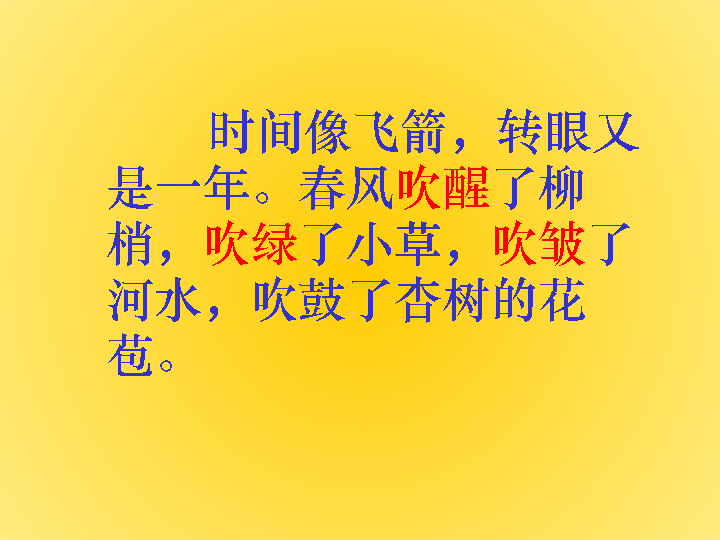 时间像飞箭，转眼又
是一年。春风吹醒了柳
梢，吹绿了小草，吹皱了
河水，吹鼓了杏树的花
苞。